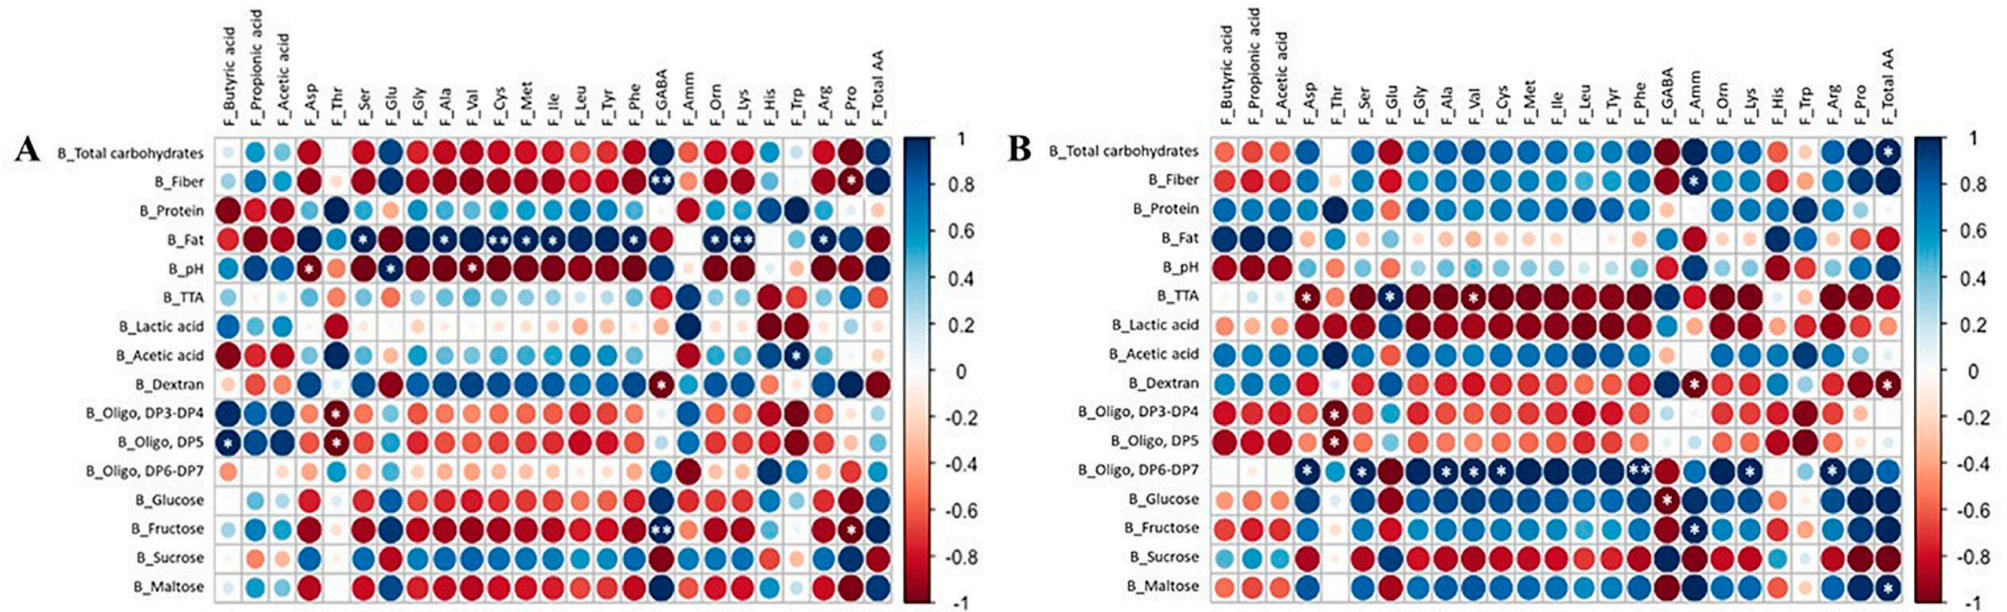 A
F_Butyric acid
F_Propionic acid
F_Acetic acid
F_Asp
F_Thr
F_Ser
F_Glu
F_Gly
F_Ala
F_Val
F_Cys
F_Met
F_Ile
F_Leu
F_Tyr
F_Phe
F_GABA
F_Amm
F_Orn
F_Lys
F_His
F_Trp
F_Arg
F_Pro
F_Total AA
B_Total carbohydrates
B_Fiber
B_Protein
B_Fat
B_pH
B_TTA
B_Lactic acid
B_Acetic acid
B_Dextran
B_Oligo, DP3-DP4
B_Oligo, DP5
B_Oligo, DP6-DP7
B_Glucose
B_Fructose
B_Sucrose
B_Maltose
1
0.8
0.6
0.4
0.2
0
-0.2
-0.4
-0.6
-0.8
-1
B
F_Butyric acid
F_Propionic acid
F_Acetic acid
F_Asp
F_Thr
F_Ser
F_Glu
F_Gly
F_Ala
F_Val
F_Cys
F_Met
F_Ile
F_Leu
F_Tyr
F_Phe
F_GABA
F_Amm
F_Orn
F_Lys
F_His
F_Trp
F_Arg
F_Pro
F_Total AA
B_Total carbohydrates
B_Fiber
B_Protein
B_Fat
B_pH
B_TTA
B_Lactic acid
B_Acetic acid
B_Dextran
B_Oligo, DP3-DP4
B_Oligo, DP5
B_Oligo, DP6-DP7
B_Glucose
B_Fructose
B_Sucrose
B_Maltose
1
0.8
0.6
0.4
0.2
0
-0.2
-0.4
-0.6
-0.8
-1